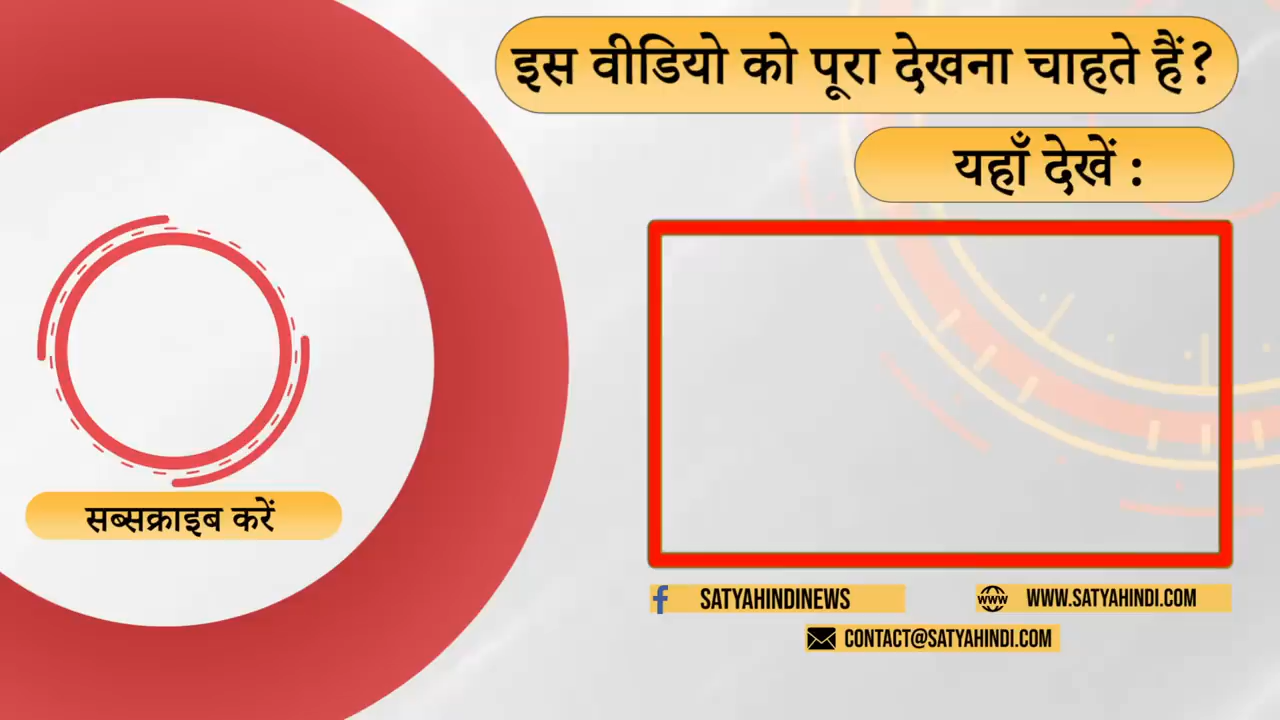 इस वीडियो को पूरा देखना चाहते हैं?
यहाँ देखें :
सब्सक्राइब करें
SATYAHINDINEWS
WWW.SATYAHINDI.COM
CONTACT@SATYAHINDI.COM